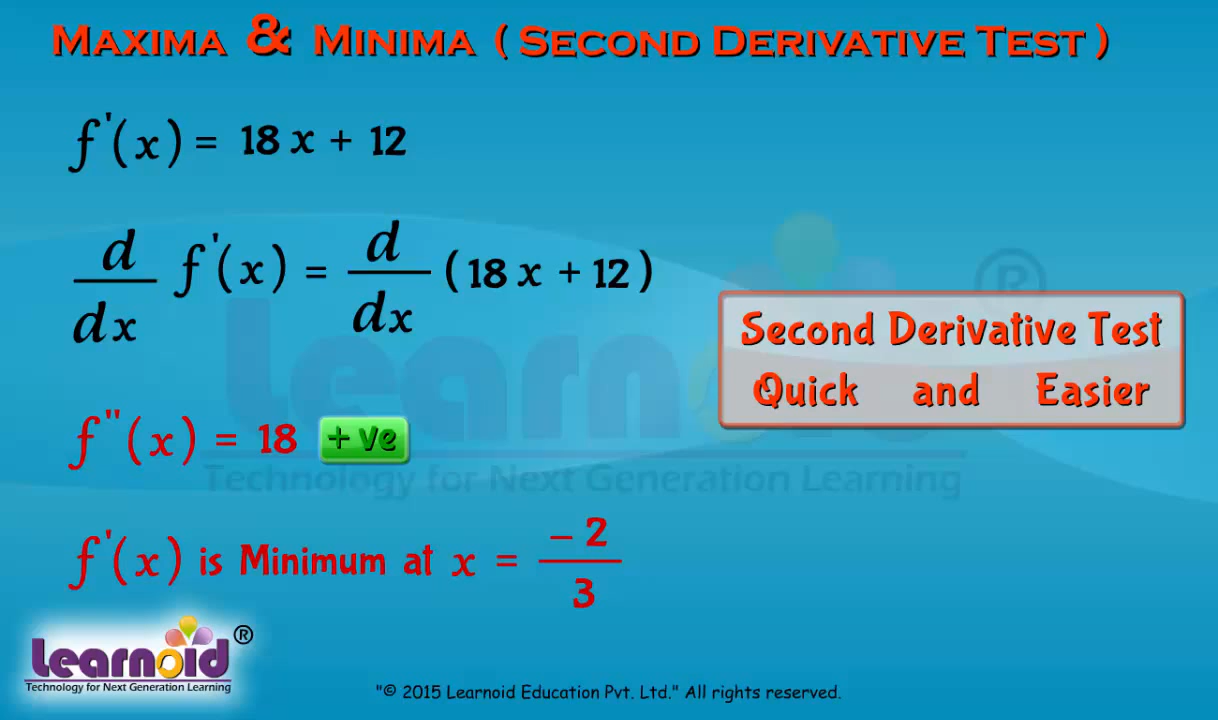 MAXIMA & MINIMA ( SECOND DERIVATIVE TEST )
f'(x) = 18x + 12
d/dx f'(x) = d/dx (18x + 12)
Second Derivative Test
Quick and Easier
f''(x) = 18 +ve
f'(x) is Minimum at x = -2/3
Learnoid ®
Technology for Next Generation Learning
Learnoid ®
Technology for Next Generation Learning
"© 2015 Learnoid Education Pvt. Ltd." All rights reserved.